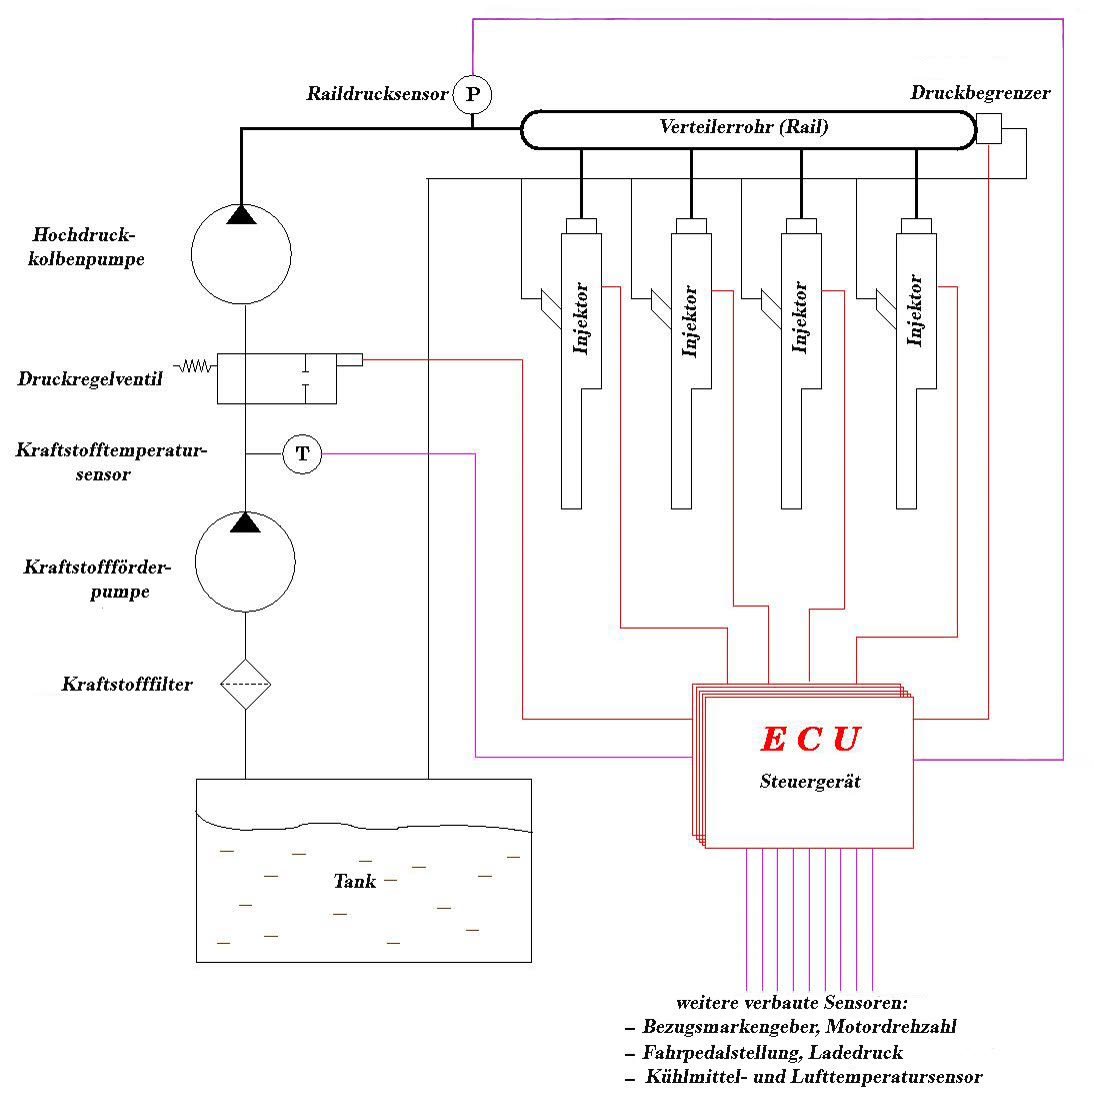 Raildrucksensor
P
Druckbegrenzer
Verteilerrohr (Rail)
Hochdruck-
kolbenpumpe
Injektor
Injektor
Injektor
Injektor
Druckregelventil
Kraftstofftemperatur-
sensor
T
Kraftstoffförder-
pumpe
Kraftstofffilter
E C U
Steuergerät
Tank
weitere verbaute Sensoren:
– Bezugsmarkengeber, Motordrehzahl
– Fahrpedalstellung, Ladedruck
– Kühlmittel- und Lufttemperatursensor